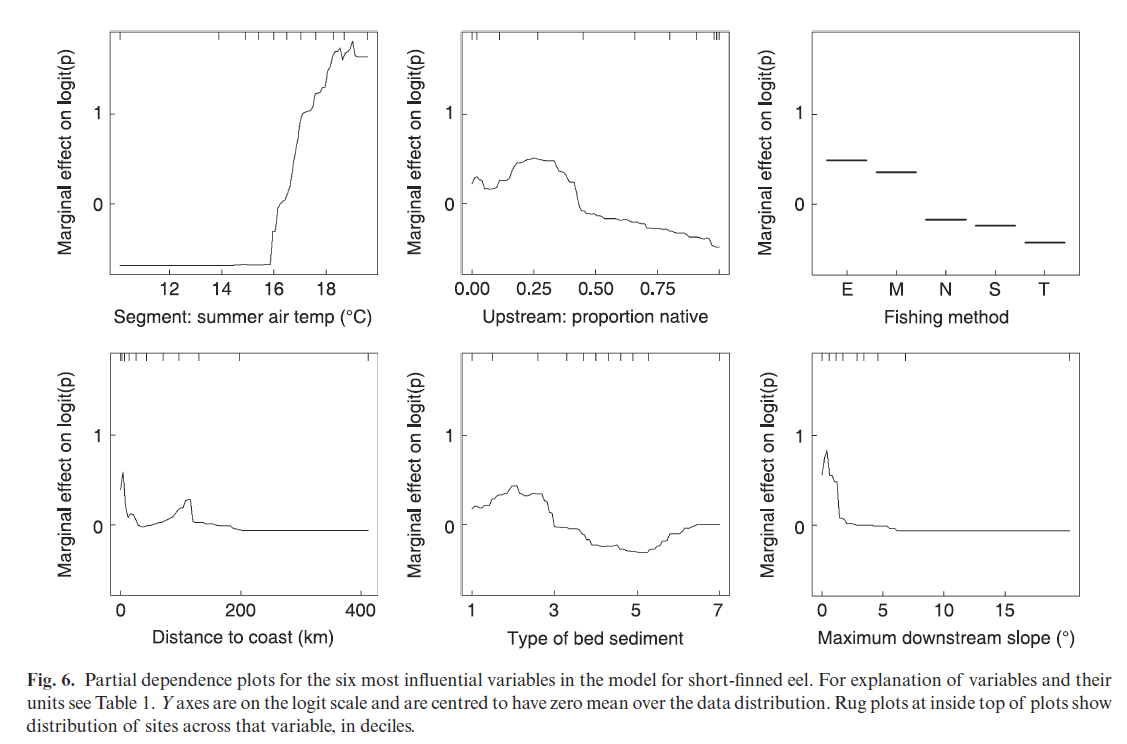 Marginal effect on logit(p)
1
0
12 14 16 18
Segment: summer air temp (°C)
Marginal effect on logit(p)
1
0
0.00 0.25 0.50 0.75
Upstream: proportion native
Marginal effect on logit(p)
1
0
E M N S T
Fishing method
Marginal effect on logit(p)
1
0
0 200 400
Distance to coast (km)
Marginal effect on logit(p)
1
0
1 3 5 7
Type of bed sediment
Marginal effect on logit(p)
1
0
0 5 10 15
Maximum downstream slope (°)
Fig. 6. Partial dependence plots for the six most influential variables in the model for short-finned eel. For explanation of variables and their
units see Table 1. Y axes are on the logit scale and are centred to have zero mean over the data distribution. Rug plots at inside top of plots show
distribution of sites across that variable, in deciles.